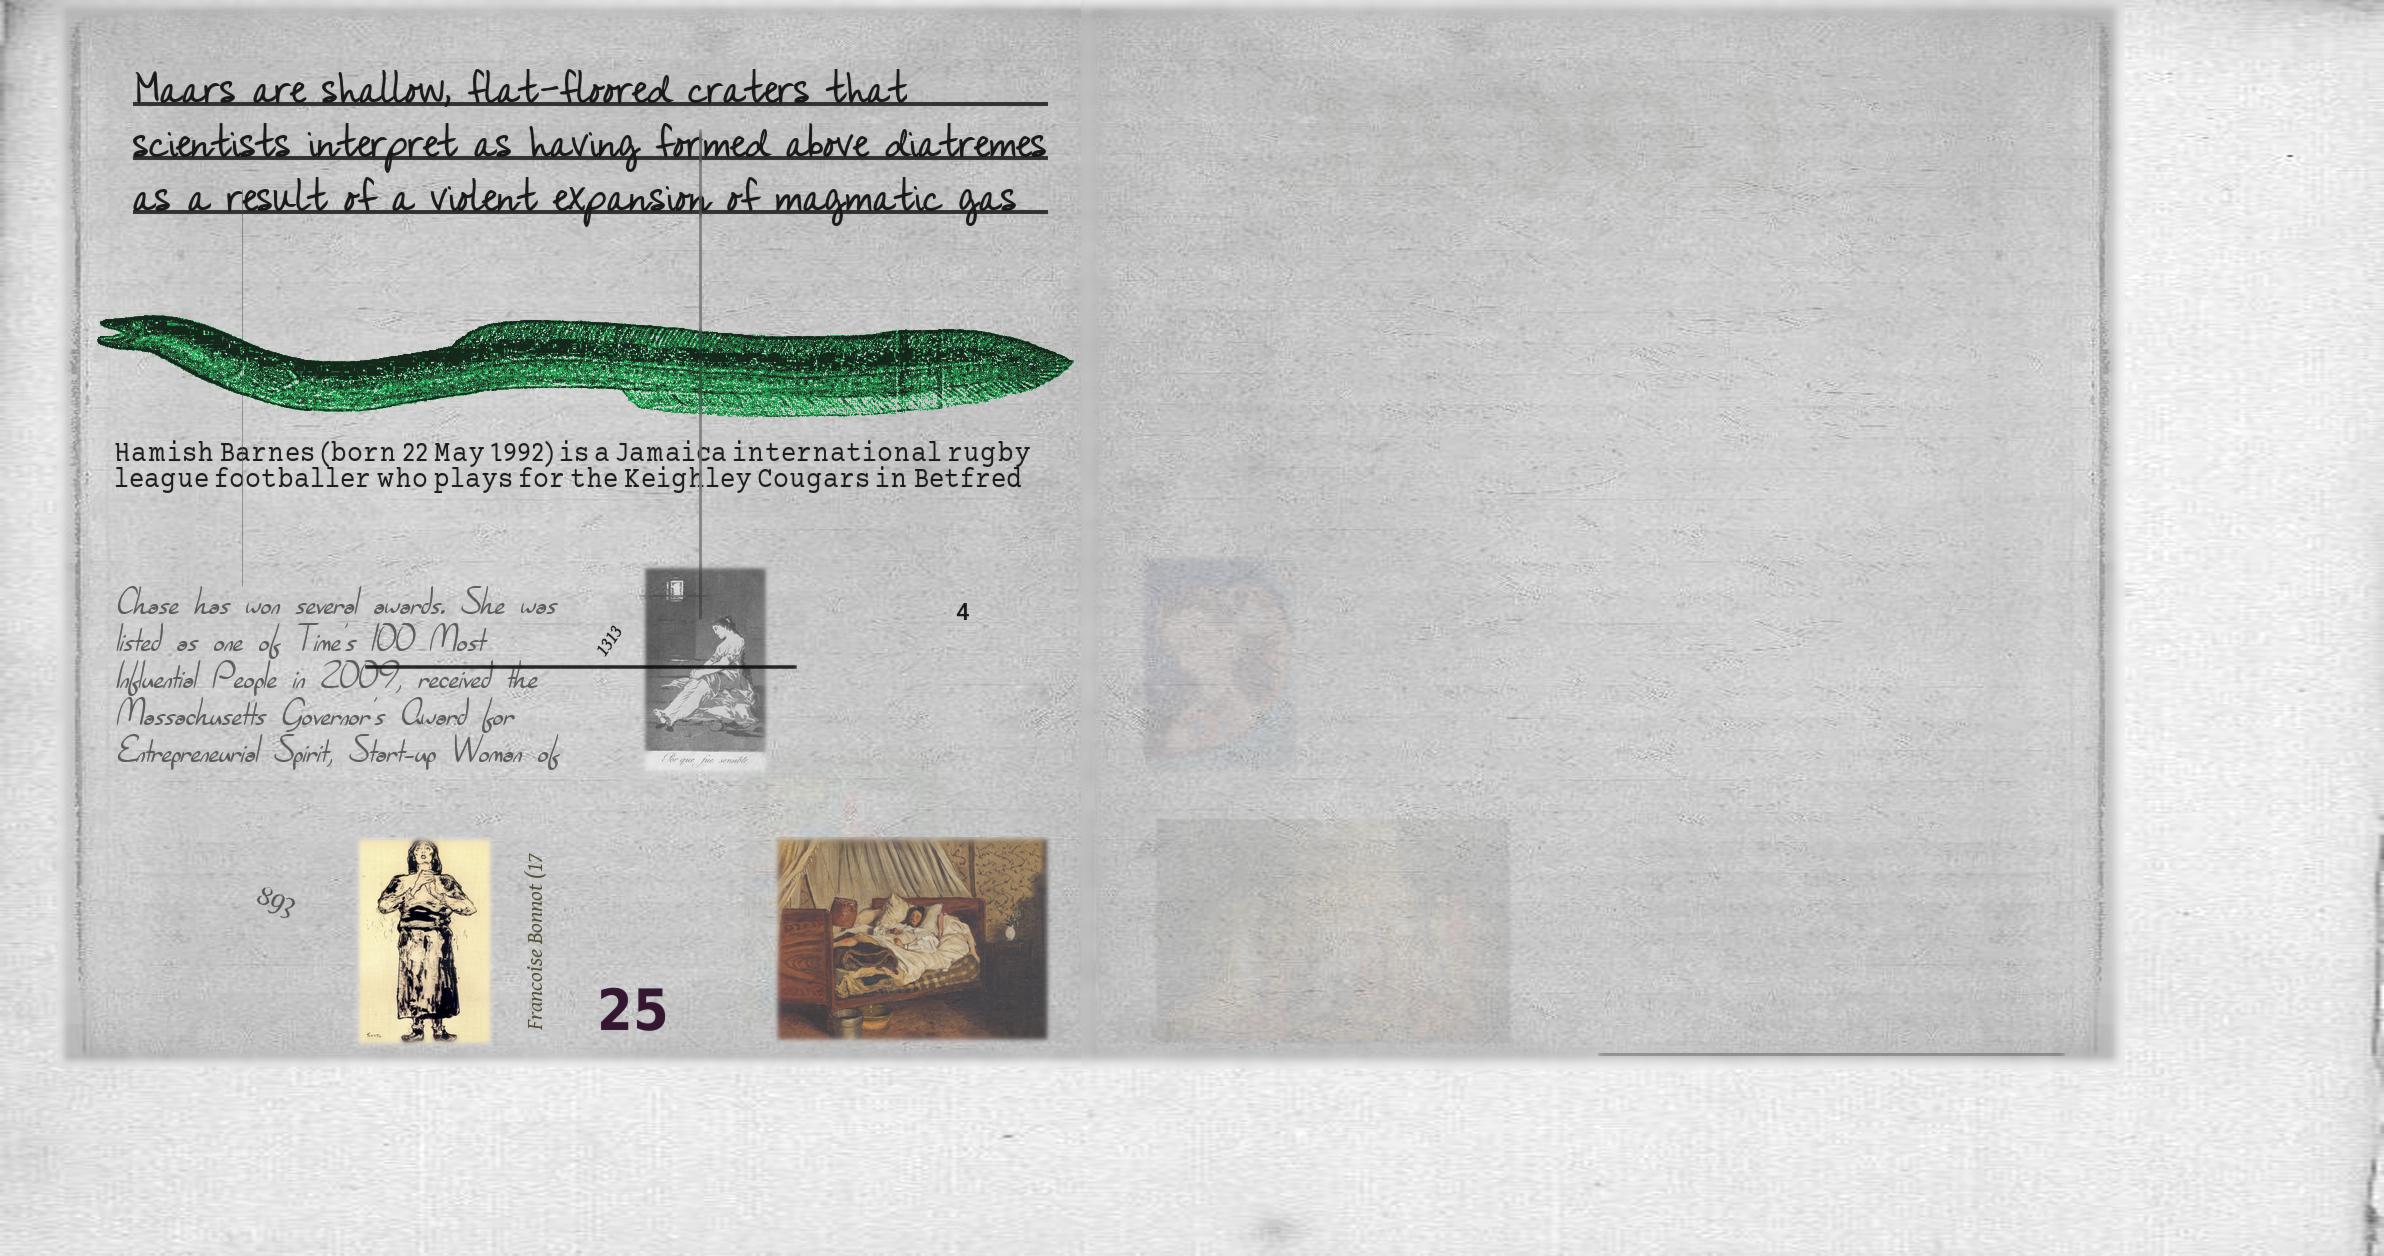 Maars are shallow, flat-floored craters that
scientists interpret as having formed above diatremes
as a result of a violent expansion of magmatic gas
Hamish Barnes (born 22 May 1992) is a Jamaica international rugby
league footballer who plays for the Keighley Cougars in Betfred
Chase has won several awards. She was
listed as one of Time's 100 Most
Influential People in 2009, received the
Massachusetts Governor's Award for
Entrepreneurial Spirit, Start-up Woman of
1313
Por que fue sensible
4
893
Francoise Bonnot (17
25